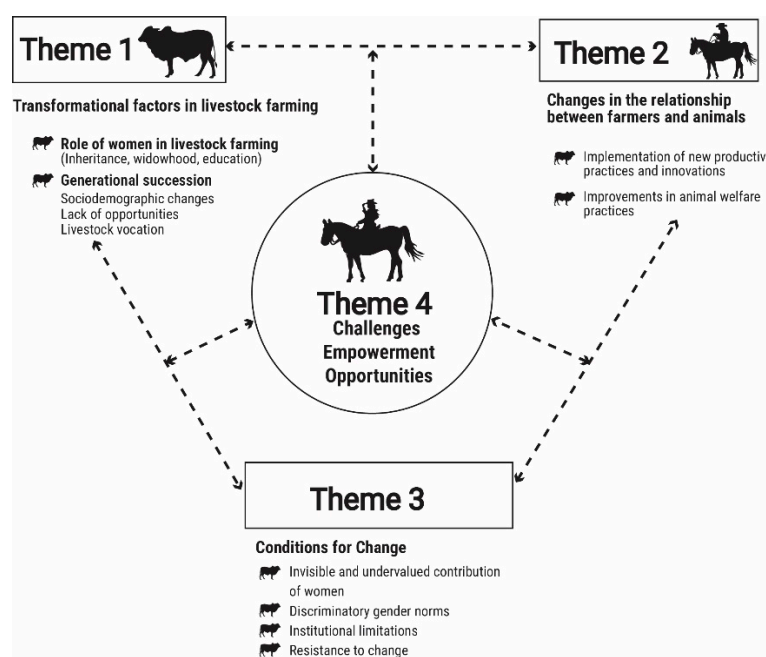 Theme 1
Transformational factors in livestock farming
Role of women in livestock farming
(Inheritance, widowhood, education)
Generational succession
Sociodemographic changes
Lack of opportunities
Livestock vocation
Theme 2
Changes in the relationship
between farmers and animals
Implementation of new productiv
practices and innovations
Improvements in animal welfare
practices
Theme 4
Challenges
Empowerment
Opportunities
Theme 3
Conditions for Change
Invisible and undervalued contribution
of women
Discriminatory gender norms
Institutional limitations
Resistance to change